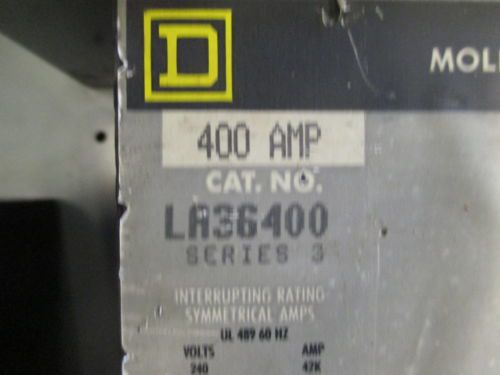 D
MOL
400 AMP
CAT. NO.
LA36400
SERIES 3
INTERRUPTING RATING
SYMMETRICAL AMPS
UL 489 60 HZ
VOLTS AMP
240 42K